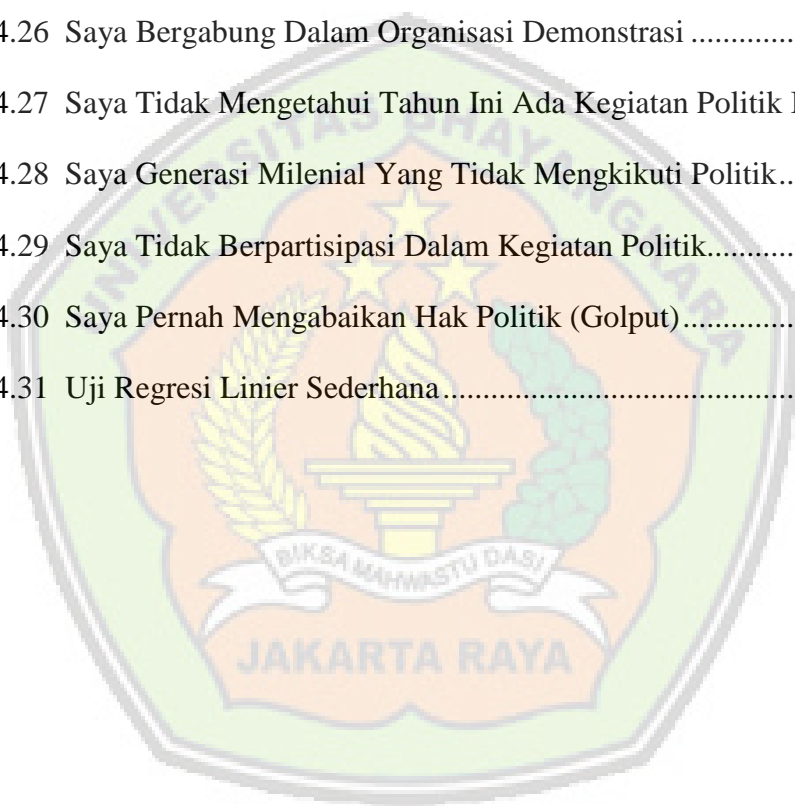 4.26 Saya Bergabung Dalam Organisasi Demonstrasi .............
4.27 Saya Tidak Mengetahui Tahun Ini Ada Kegiatan Politik
4.28 Saya Generasi Milenial Yang Tidak Mengkikuti Politik..
4.29 Saya Tidak Berpartisipasi Dalam Kegiatan Politik...........
4.30 Saya Pernah Mengabaikan Hak Politik (Golput)..............
4.31 Uji Regresi Linier Sederhana.......................................
UNIVERSITAS BHAYANGKARA
BIKSA MAHWASTU DASI
JAKARTA RAYA